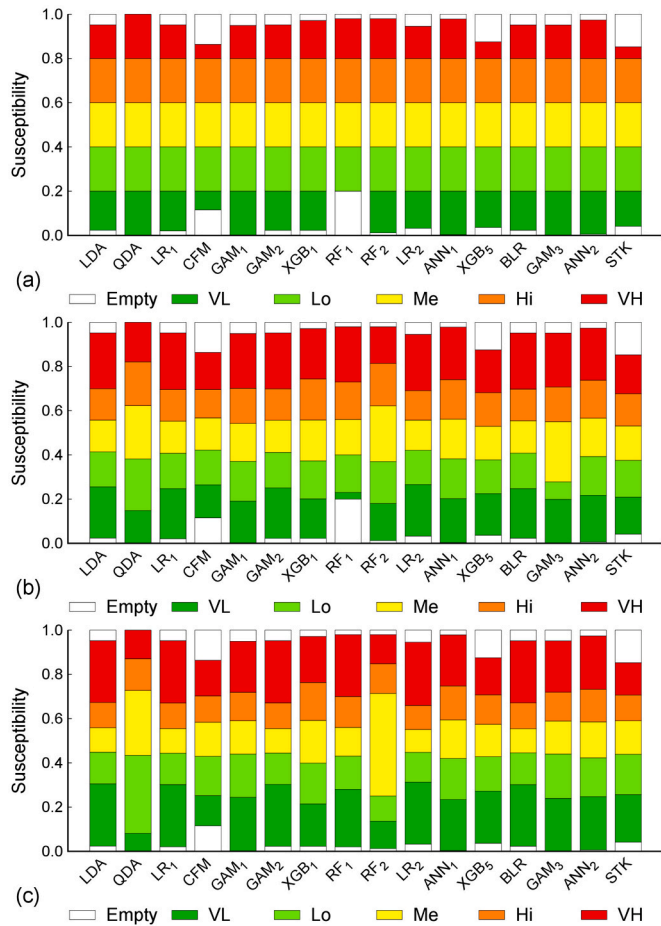 Susceptibility
1.0
0.8
0.6
0.4
0.2
0.0
LDA QDA LR1 CFM GAM1 GAM2 XGB1 RF1 RF2 LR2 ANN1 XGB5 BLR GAM3 ANN2 STK
(a)
Empty VL Lo Me Hi VH
Susceptibility
1.0
0.8
0.6
0.4
0.2
0.0
LDA QDA LR1 CFM GAM1 GAM2 XGB1 RF1 RF2 LR2 ANN1 XGB5 BLR GAM3 ANN2 STK
(b)
Empty VL Lo Me Hi VH
Susceptibility
1.0
0.8
0.6
0.4
0.2
0.0
LDA QDA LR1 CFM GAM1 GAM2 XGB1 RF1 RF2 LR2 ANN1 XGB5 BLR GAM3 ANN2 STK
(c)
Empty VL Lo Me Hi VH